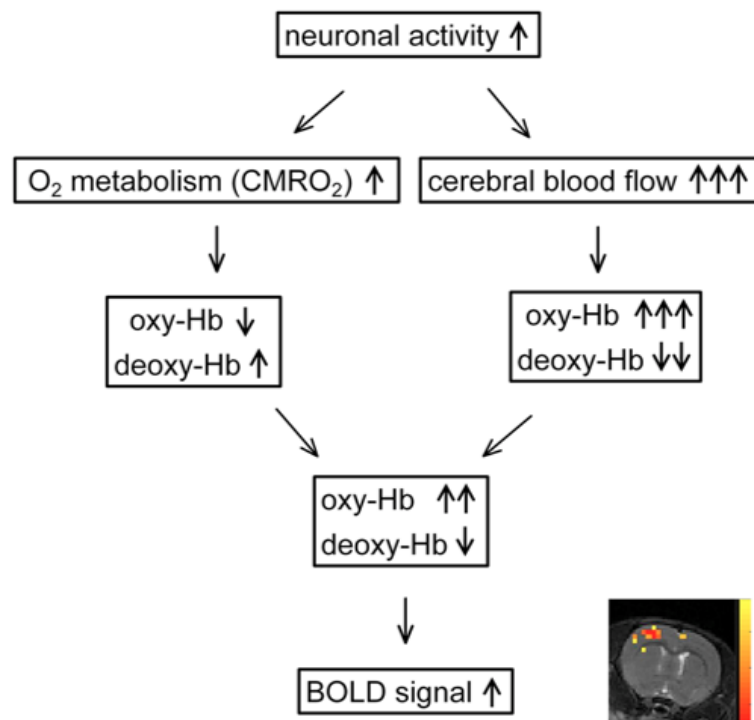 neuronal activity ↑
O₂ metabolism (CMRO₂) ↑
cerebral blood flow ↑↑↑
oxy-Hb ↓
deoxy-Hb ↑
oxy-Hb ↑↑↑
deoxy-Hb ↓↓
oxy-Hb ↑↑
deoxy-Hb ↓
BOLD signal ↑